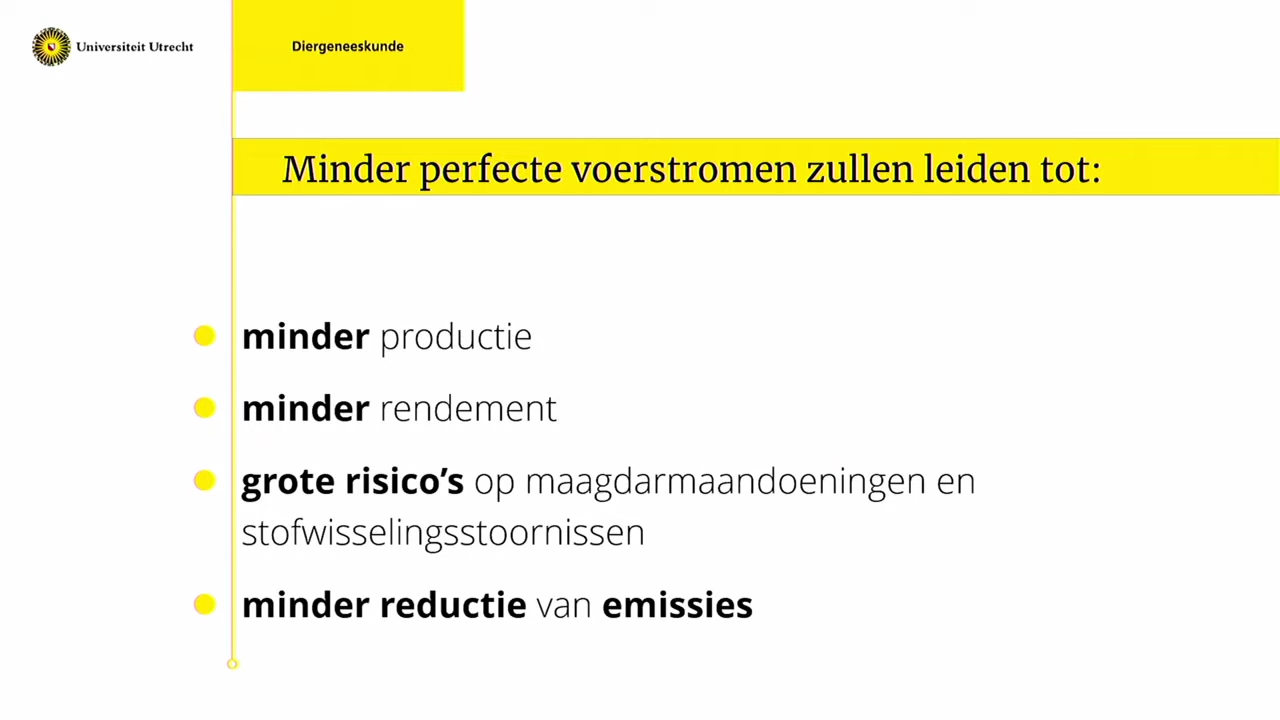 Universiteit Utrecht
Diergeneeskunde
Minder perfecte voerstromen zullen leiden tot:
minder productie
minder rendement
grote risico's op maagdarmaandoeningen en
stofwisselingsstoornissen
minder reductie van emissies